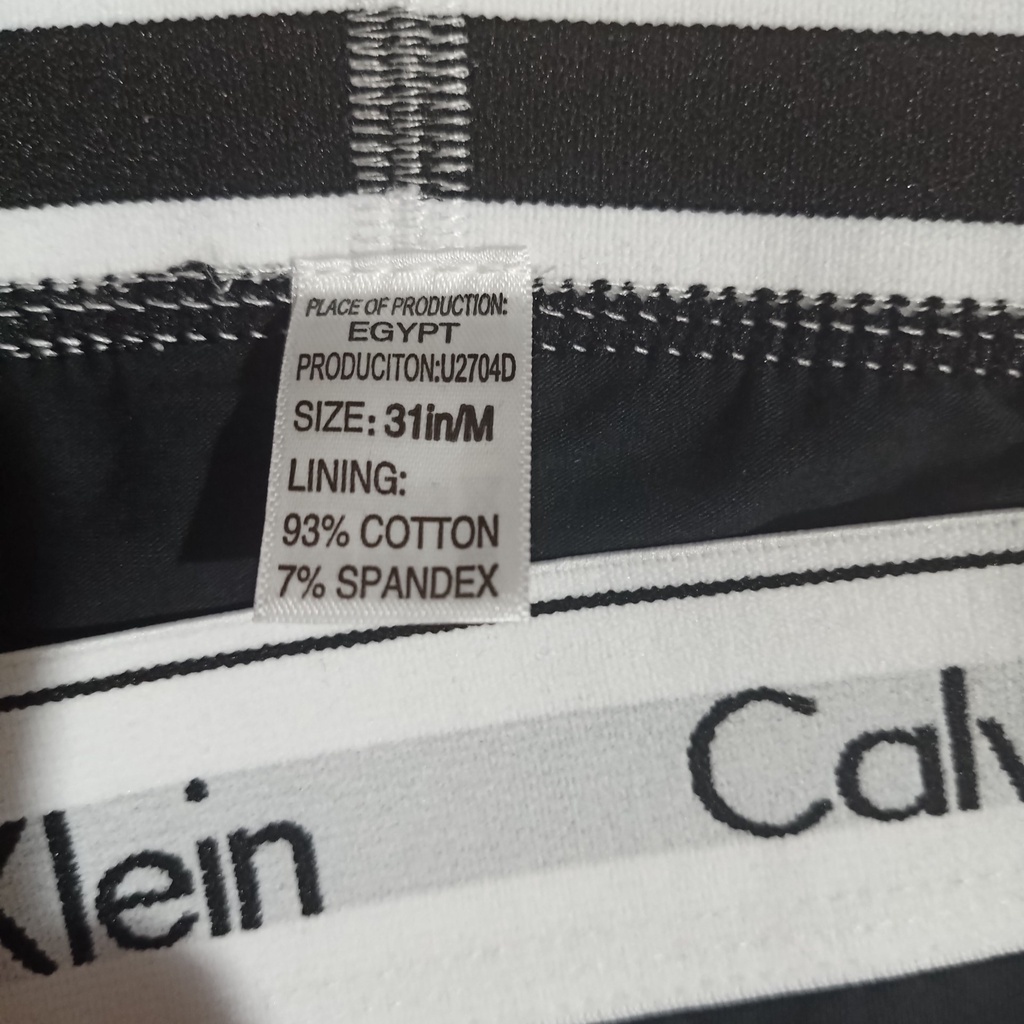 PLACE OF PRODUCTION:
EGYPT
PRODUCITON:U2704D
SIZE: 31in/M
LINING:
93% COTTON
7% SPANDEX
Klein Calv